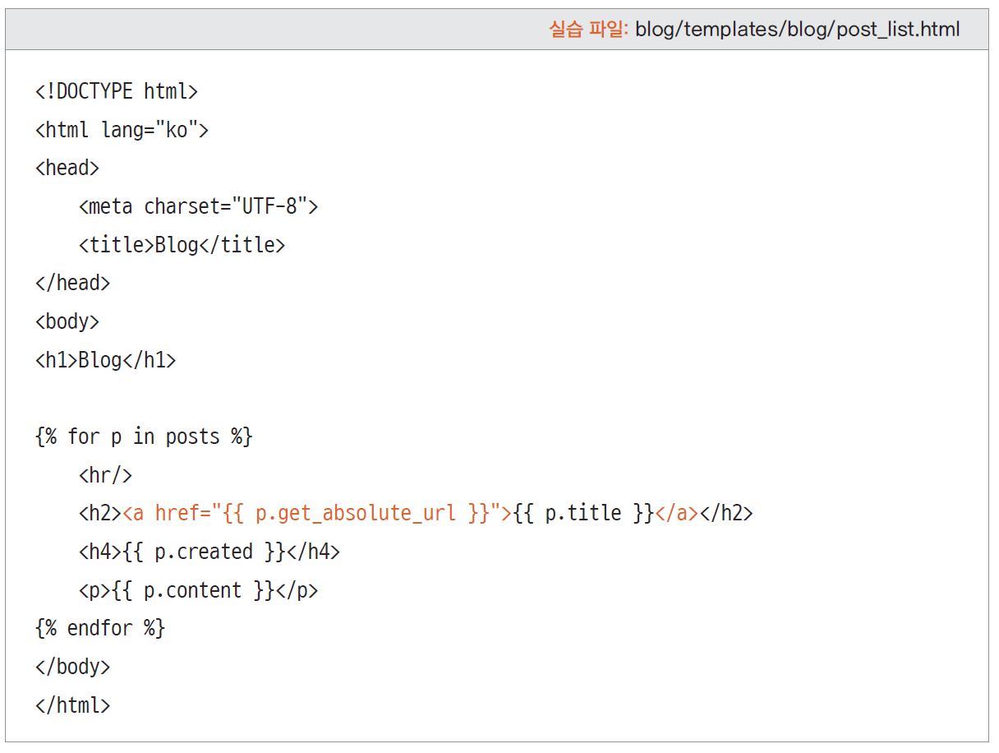 실습 파일: blog/templates/blog/post_list.html
<!DOCTYPE html>
<html lang="ko">
<head>
    <meta charset="UTF-8">
    <title>Blog</title>
</head>
<body>
<h1>Blog</h1>

{% for p in posts %}
    <hr/>
    <h2><a href="{{ p.get_absolute_url }}">{{ p.title }}</a></h2>
    <h4>{{ p.created }}</h4>
    <p>{{ p.content }}</p>
{% endfor %}
</body>
</html>